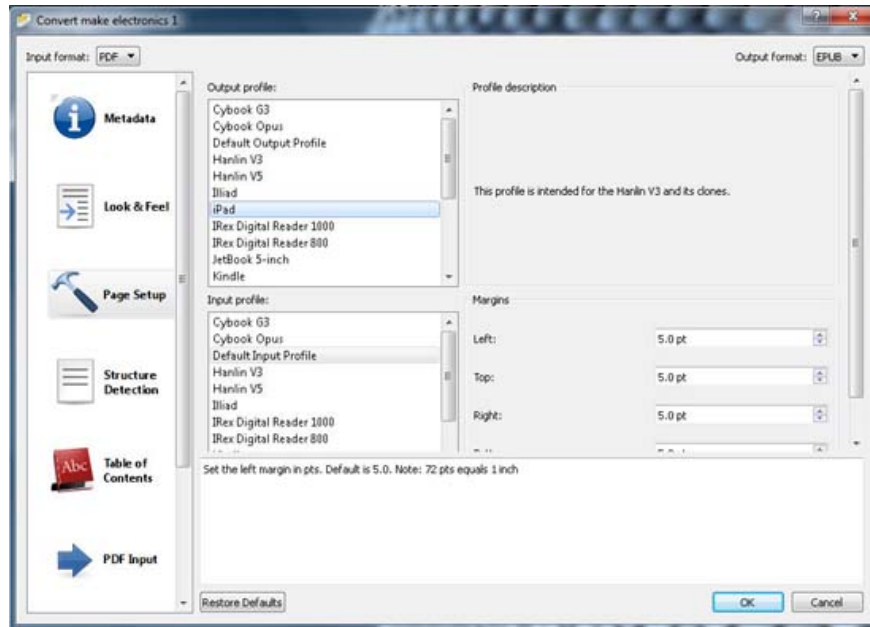 Convert make electronics 1
Input format: PDF
Output format: EPUB
Metadata
Look & Feel
Page Setup
Structure
Detection
Table of
Contents
PDF Input
Output profile:
Cybook G3
Cybook Opus
Default Output Profile
Hanlin V3
Hanlin V5
Illiad
iPad
IRex Digital Reader 1000
IRex Digital Reader 800
JetBook 5-inch
Kindle
Profile description
This profile is intended for the Hanlin V3 and its clones.
Input profile:
Cybook G3
Cybook Opus
Default Input Profile
Hanlin V3
Hanlin V5
Illiad
IRex Digital Reader 1000
IRex Digital Reader 800
Margins
Left: 5.0 pt
Top: 5.0 pt
Right: 5.0 pt
Set the left margin in pts. Default is 5.0. Note: 72 pts equals 1 inch
Restore Defaults
OK
Cancel
Abc